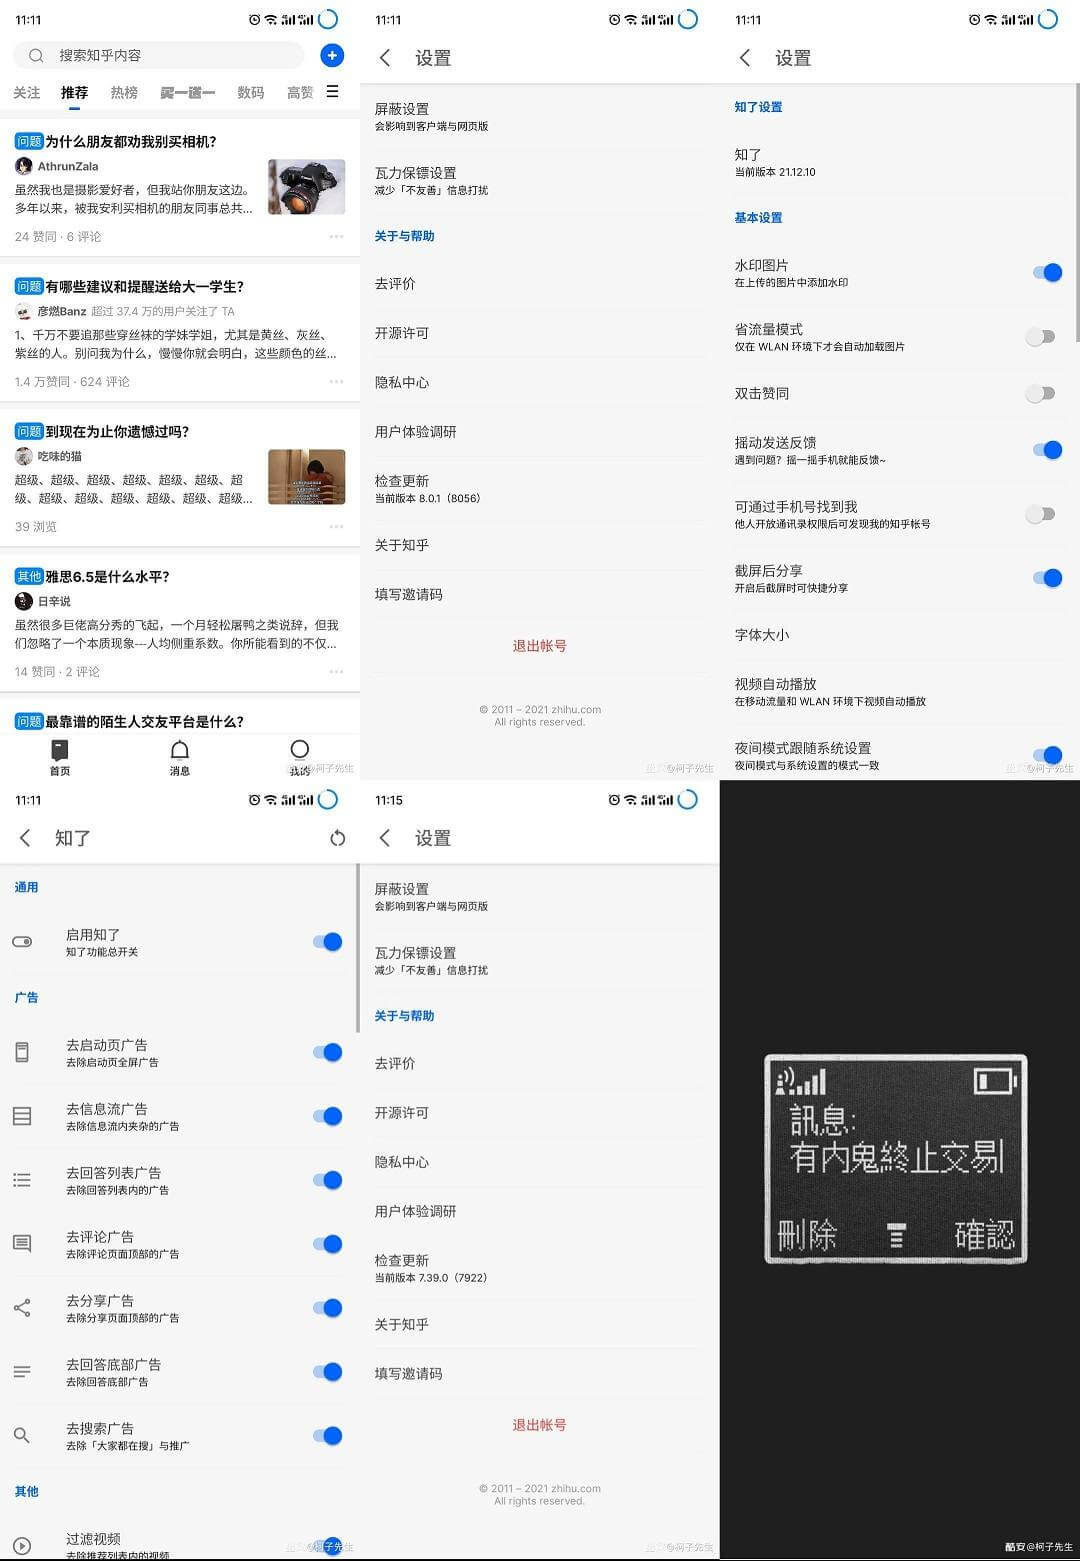 11:11
搜索知乎内容
关注 推荐 热榜 买一送一 数码 高赞
问题 为什么朋友都劝我别买相机？
AthrunZala
虽然我也是摄影爱好者，但我站你朋友这边。
多年以来，被我安利买相机的朋友同事总共...
24 赞同 · 6 评论
问题 有哪些建议和提醒送给大一学生？
彦燃Banz 超过 37.4 万的用户关注了 TA
1、千万不要追那些穿丝袜的学妹学姐，尤其是黄丝、灰丝、
紫丝的人。别问我为什么，慢慢你就会明白，这些颜色的丝...
1.4 万赞同 · 624 评论
问题 到现在为止你遗憾过吗？
吃味的猫
超级、超级、超级、超级、超级、超级、超
级、超级、超级、超级、超级、超级、超级...
39 浏览
其他 雅思6.5是什么水平？
日辛说
虽然很多巨佬高分秀的飞起，一个月轻松屠鸭之类说辞，但我
们忽略了一个本质现象---人均侧重系数。你所能看到的不仅...
14 赞同 · 2 评论
问题 最靠谱的陌生人交友平台是什么？
首页 消息 我的
酷安@柯子先生
11:11
设置
屏蔽设置
会影响到客户端与网页版
瓦力保镖设置
减少「不友善」信息打扰
关于与帮助
去评价
开源许可
隐私中心
用户体验调研
检查更新
当前版本 8.0.1（8056）
关于知乎
填写邀请码
退出帐号
© 2011 – 2021 zhihu.com
All rights reserved.
酷安@柯子先生
11:11
设置
知了设置
知了
当前版本 21.12.10
基本设置
水印图片
在上传的图片中添加水印
省流量模式
仅在 WLAN 环境下才会自动加载图片
双击赞同
摇动发送反馈
遇到问题？摇一摇手机就能反馈~
可通过手机号找到我
他人开放通讯录权限后可发现我的知乎帐号
截屏后分享
开启后截屏时可快捷分享
字体大小
视频自动播放
在移动流量和 WLAN 环境下视频自动播放
夜间模式跟随系统设置
夜间模式与系统设置的模式一致
酷安@柯子先生
11:11
知了
通用
启用知了
知了功能总开关
广告
去启动页广告
去除启动页全屏广告
去信息流广告
去除信息流内夹杂的广告
去回答列表广告
去除回答列表内的广告
去评论广告
去除评论页面顶部的广告
去分享广告
去除分享页面顶部的广告
去回答底部广告
去除回答底部广告
去搜索广告
去除「大家都在搜」与推广
其他
过滤视频
去除推荐列表内的视频
酷安@柯子先生
11:15
设置
屏蔽设置
会影响到客户端与网页版
瓦力保镖设置
减少「不友善」信息打扰
关于与帮助
去评价
开源许可
隐私中心
用户体验调研
检查更新
当前版本 7.39.0（7922）
关于知乎
填写邀请码
退出帐号
© 2011 – 2021 zhihu.com
All rights reserved.
酷安@柯子先生
訊息:
有内鬼終止交易
刪除 確認
酷安@柯子先生